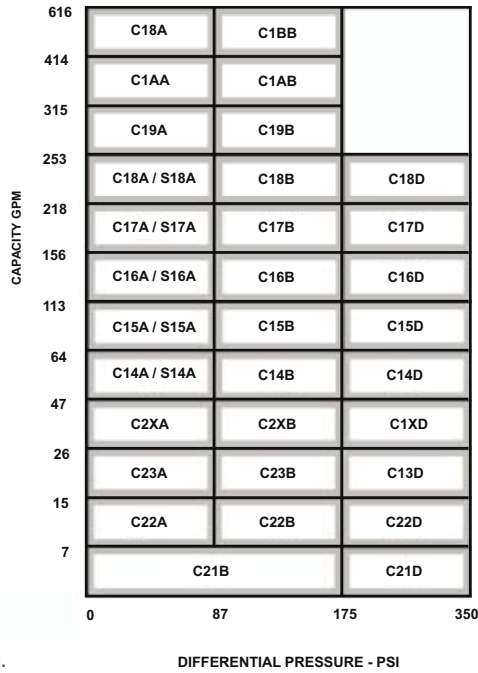 616
C18A C1BB
414
C1AA C1AB
315
C19A C19B
253
C18A / S18A C18B C18D
218
C17A / S17A C17B C17D
156
C16A / S16A C16B C16D
113
C15A / S15A C15B C15D
64
C14A / S14A C14B C14D
47
C2XA C2XB C1XD
26
C23A C23B C13D
15
C22A C22B C22D
7
C21B C21D
0 87 175 350
CAPACITY GPM
. DIFFERENTIAL PRESSURE - PSI